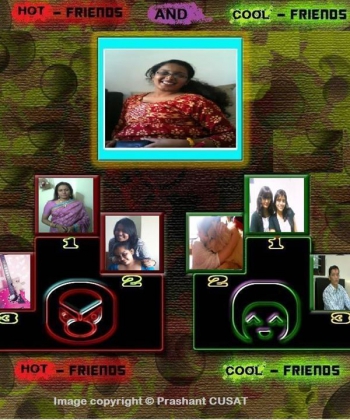 HOT - FRIENDS AND COOL - FRIENDS
1 1
2 2
3 3
HOT - FRIENDS COOL - FRIENDS
Image copyright © Prashant CUSAT